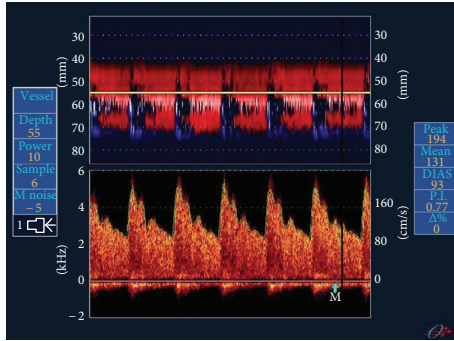 30
40
50
60
70
80
(mm)
30
40
50
60
70
80
(mm)
Vessel
Depth
55
Power
10
Sample
6
M noise
−5
1
Peak
194
Mean
131
DIAS
93
P.I.
0.77
Δ%
0
6
4
2
0
−2
(kHz)
160
80
0
(cm/s)
M